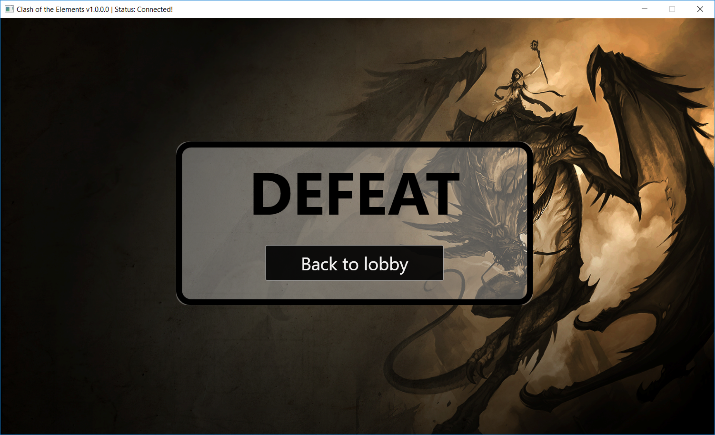 Clash of the Elements v1.0.0.0 | Status: Connected!
DEFEAT
Back to lobby